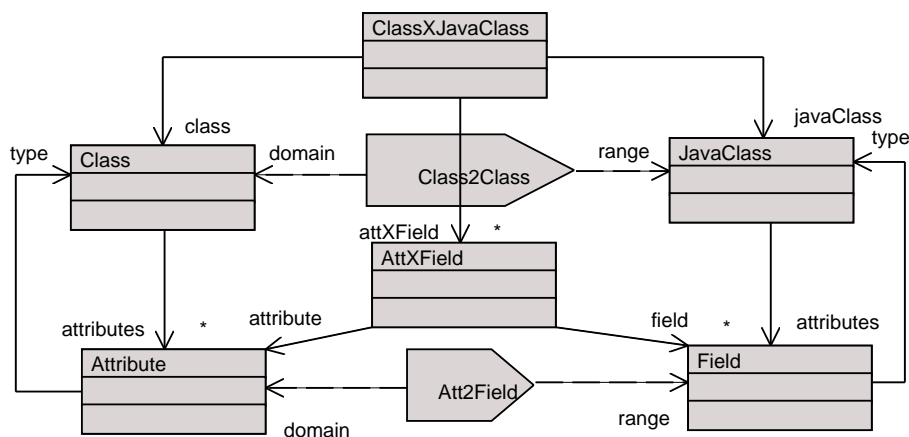 ClassXJavaClass
class
javaClass
type
Class
domain
Class2Class
range
JavaClass
type
attXField
*
AttXField
attributes
*
attribute
field
*
attributes
Attribute
Att2Field
Field
domain
range